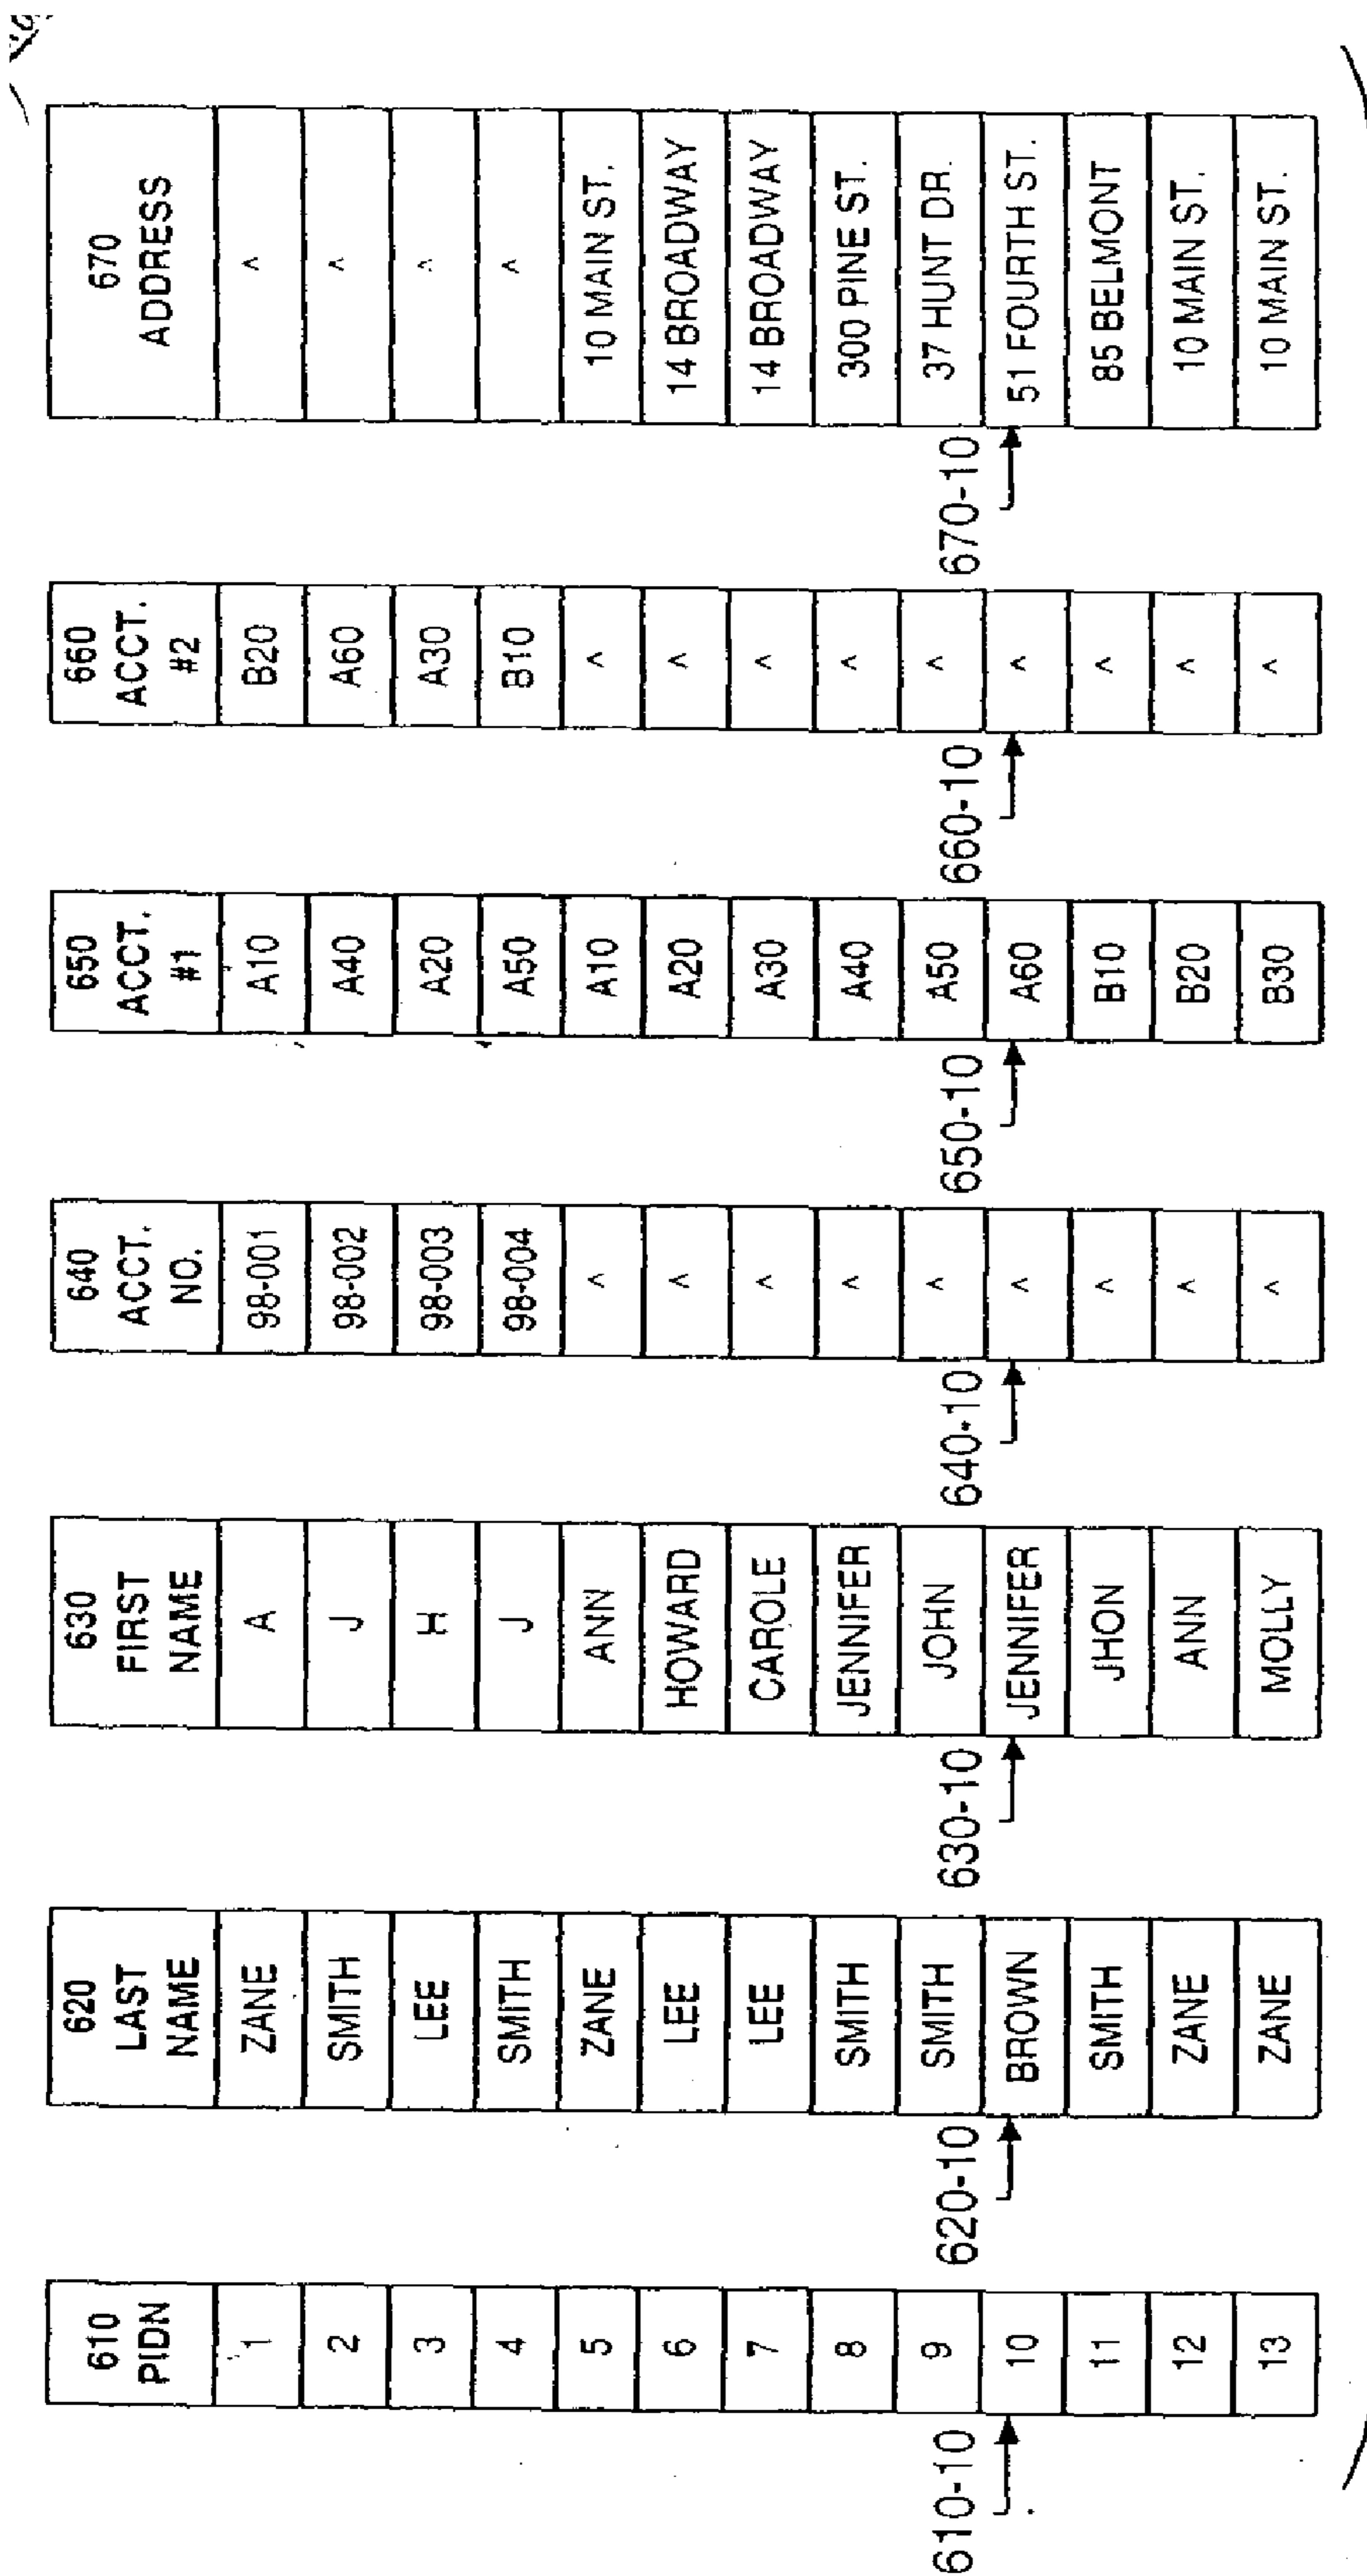 610 620 630 640 650 660 670
PIDN LAST FIRST ACCT. ACCT. ACCT. ADDRESS
NAME NAME NO. #1 #2
1 ZANE A 98-001 A10 B20 ^
2 SMITH J 98-002 A40 A60 ^
3 LEE H 98-003 A20 A30 ^
4 SMITH J 98-004 A50 B10 ^
5 ZANE ANN ^ A10 ^ 10 MAIN ST.
6 LEE HOWARD ^ A20 ^ 14 BROADWAY
7 LEE CAROLE ^ A30 ^ 14 BROADWAY
8 SMITH JENNIFER ^ A40 ^ 300 PINE ST.
9 SMITH JOHN ^ A50 ^ 37 HUNT DR.
610-10 620-10 630-10 640-10 650-10 660-10 670-10
10 BROWN JENNIFER ^ A60 ^ 51 FOURTH ST.
11 SMITH JHON ^ B10 ^ 85 BELMONT
12 ZANE ANN ^ B20 ^ 10 MAIN ST.
13 ZANE MOLLY ^ B30 ^ 10 MAIN ST.